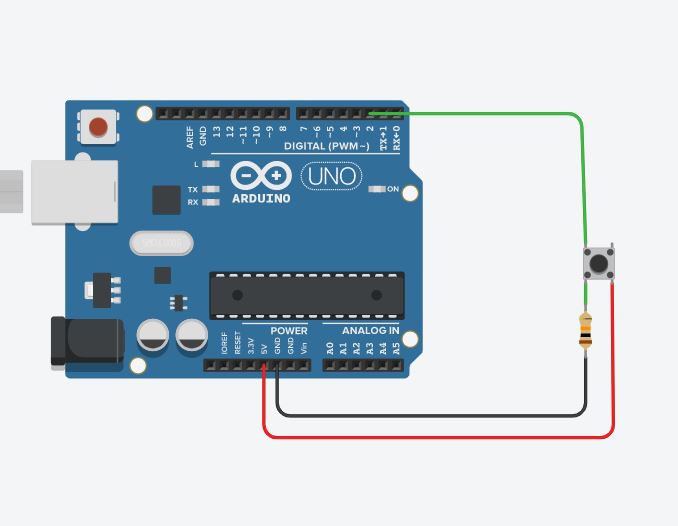 AREF
GND
13
12
~11
~10
~9
8
7
~6
~5
4
~3
2
TX→1
RX←0
DIGITAL (PWM~)
L
TX
RX
UNO
ARDUINO
ON
IOREF
RESET
3.3V
5V
GND
GND
Vin
POWER
ANALOG IN
A0
A1
A2
A3
A4
A5